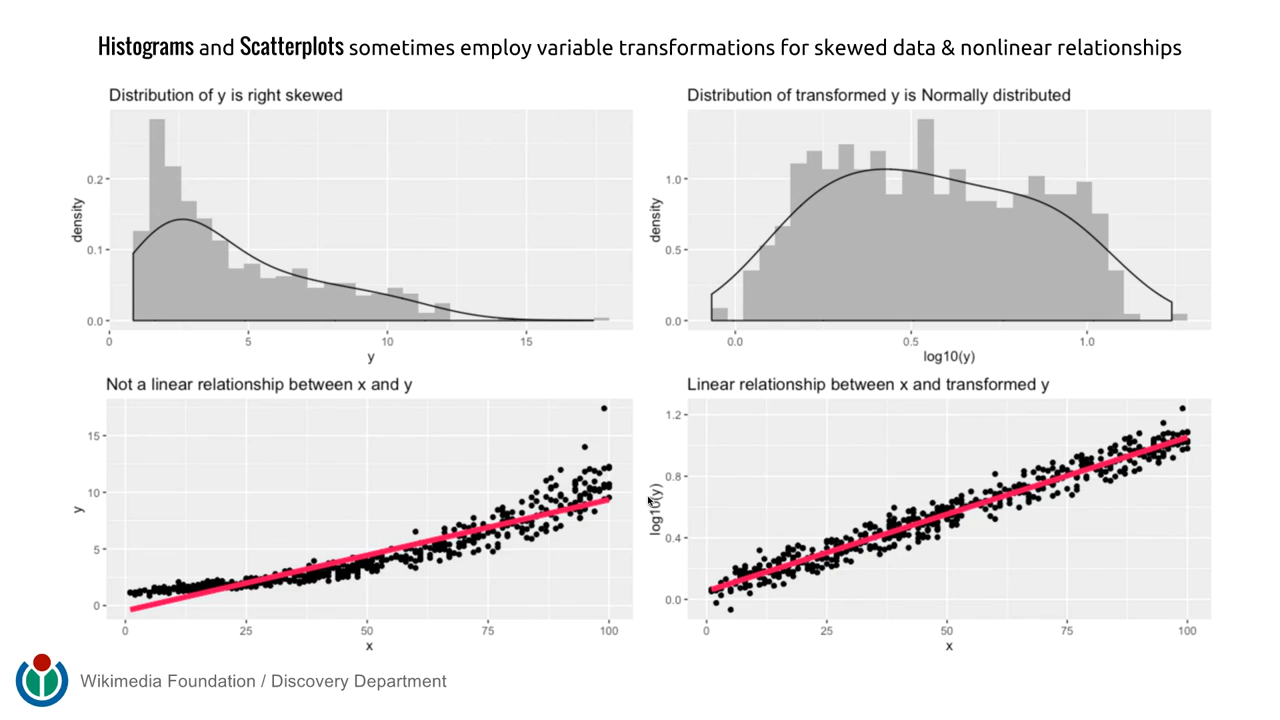 Histograms and Scatterplots sometimes employ variable transformations for skewed data & nonlinear relationships
Distribution of y is right skewed
density
0.2
0.1
0.0
0
5
10
15
y
Distribution of transformed y is Normally distributed
density
1.0
0.5
0.0
0.0
0.5
1.0
log10(y)
Not a linear relationship between x and y
y
15
10
5
0
0
25
50
75
100
x
Linear relationship between x and transformed y
log10(y)
1.2
0.8
0.4
0.0
0
25
50
75
100
x
Wikimedia Foundation / Discovery Department